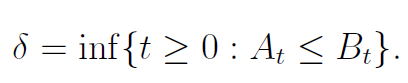 δ = inf{t ≥ 0 : A_t ≤ B_t}.